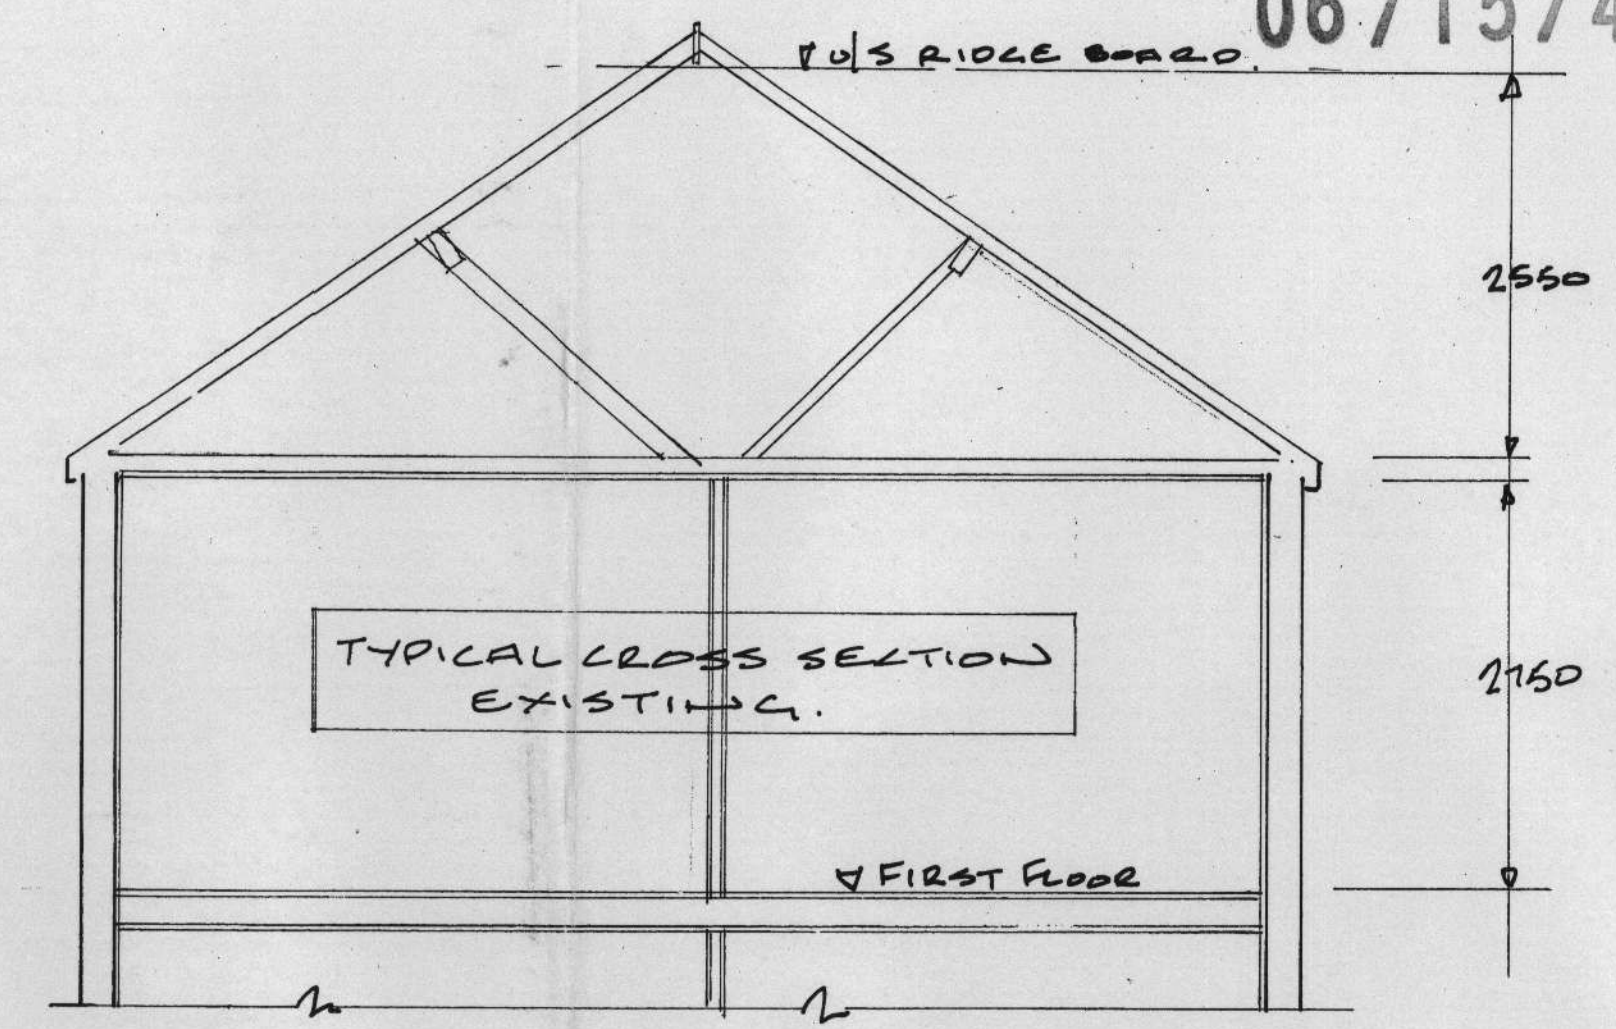 06/1574
∇ U/S RIDGE BOARD.
2550
TYPICAL CROSS SECTION
EXISTING.
2750
∇ FIRST FLOOR